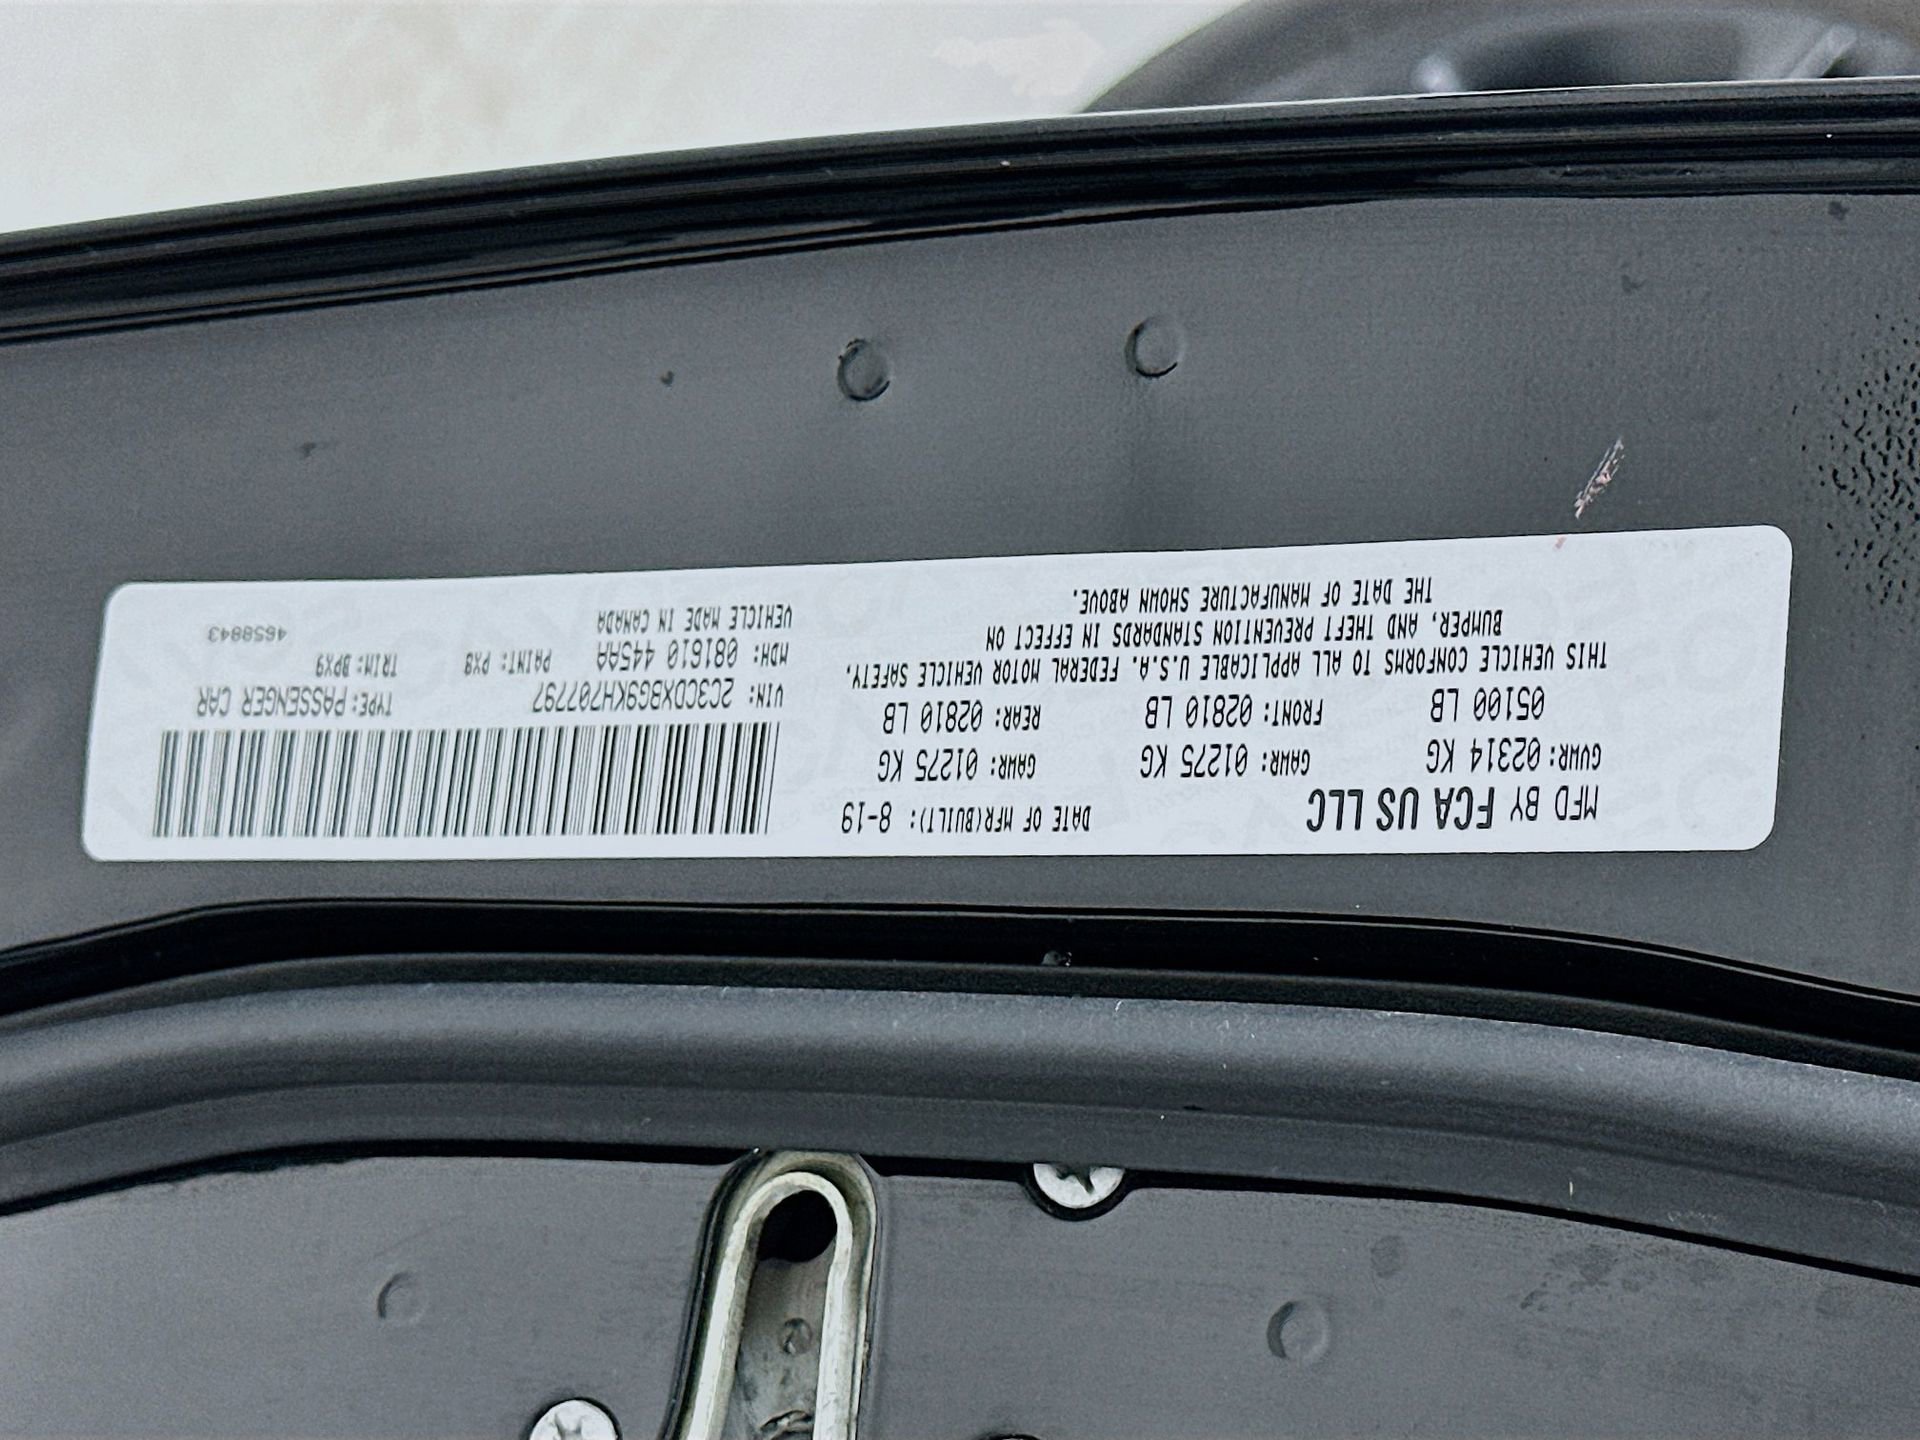 MFD BY FCA US LLC
DATE OF MFR(BUILT): 8-19
GVWR: 02314 KG
GAWR: 01275 KG
GAWR: 01275 KG
05100 LB
FRONT: 02810 LB
REAR: 02810 LB
THIS VEHICLE CONFORMS TO ALL APPLICABLE U.S.A. FEDERAL MOTOR VEHICLE SAFETY,
BUMPER, AND THEFT PREVENTION STANDARDS IN EFFECT ON
THE DATE OF MANUFACTURE SHOWN ABOVE.
VIN: 2C3CDXBG9KH707797
TYPE: PASSENGER CAR
MDH: 081610 445AA
PAINT: PX8
TRIM: BPX9
VEHICLE MADE IN CANADA
4658843